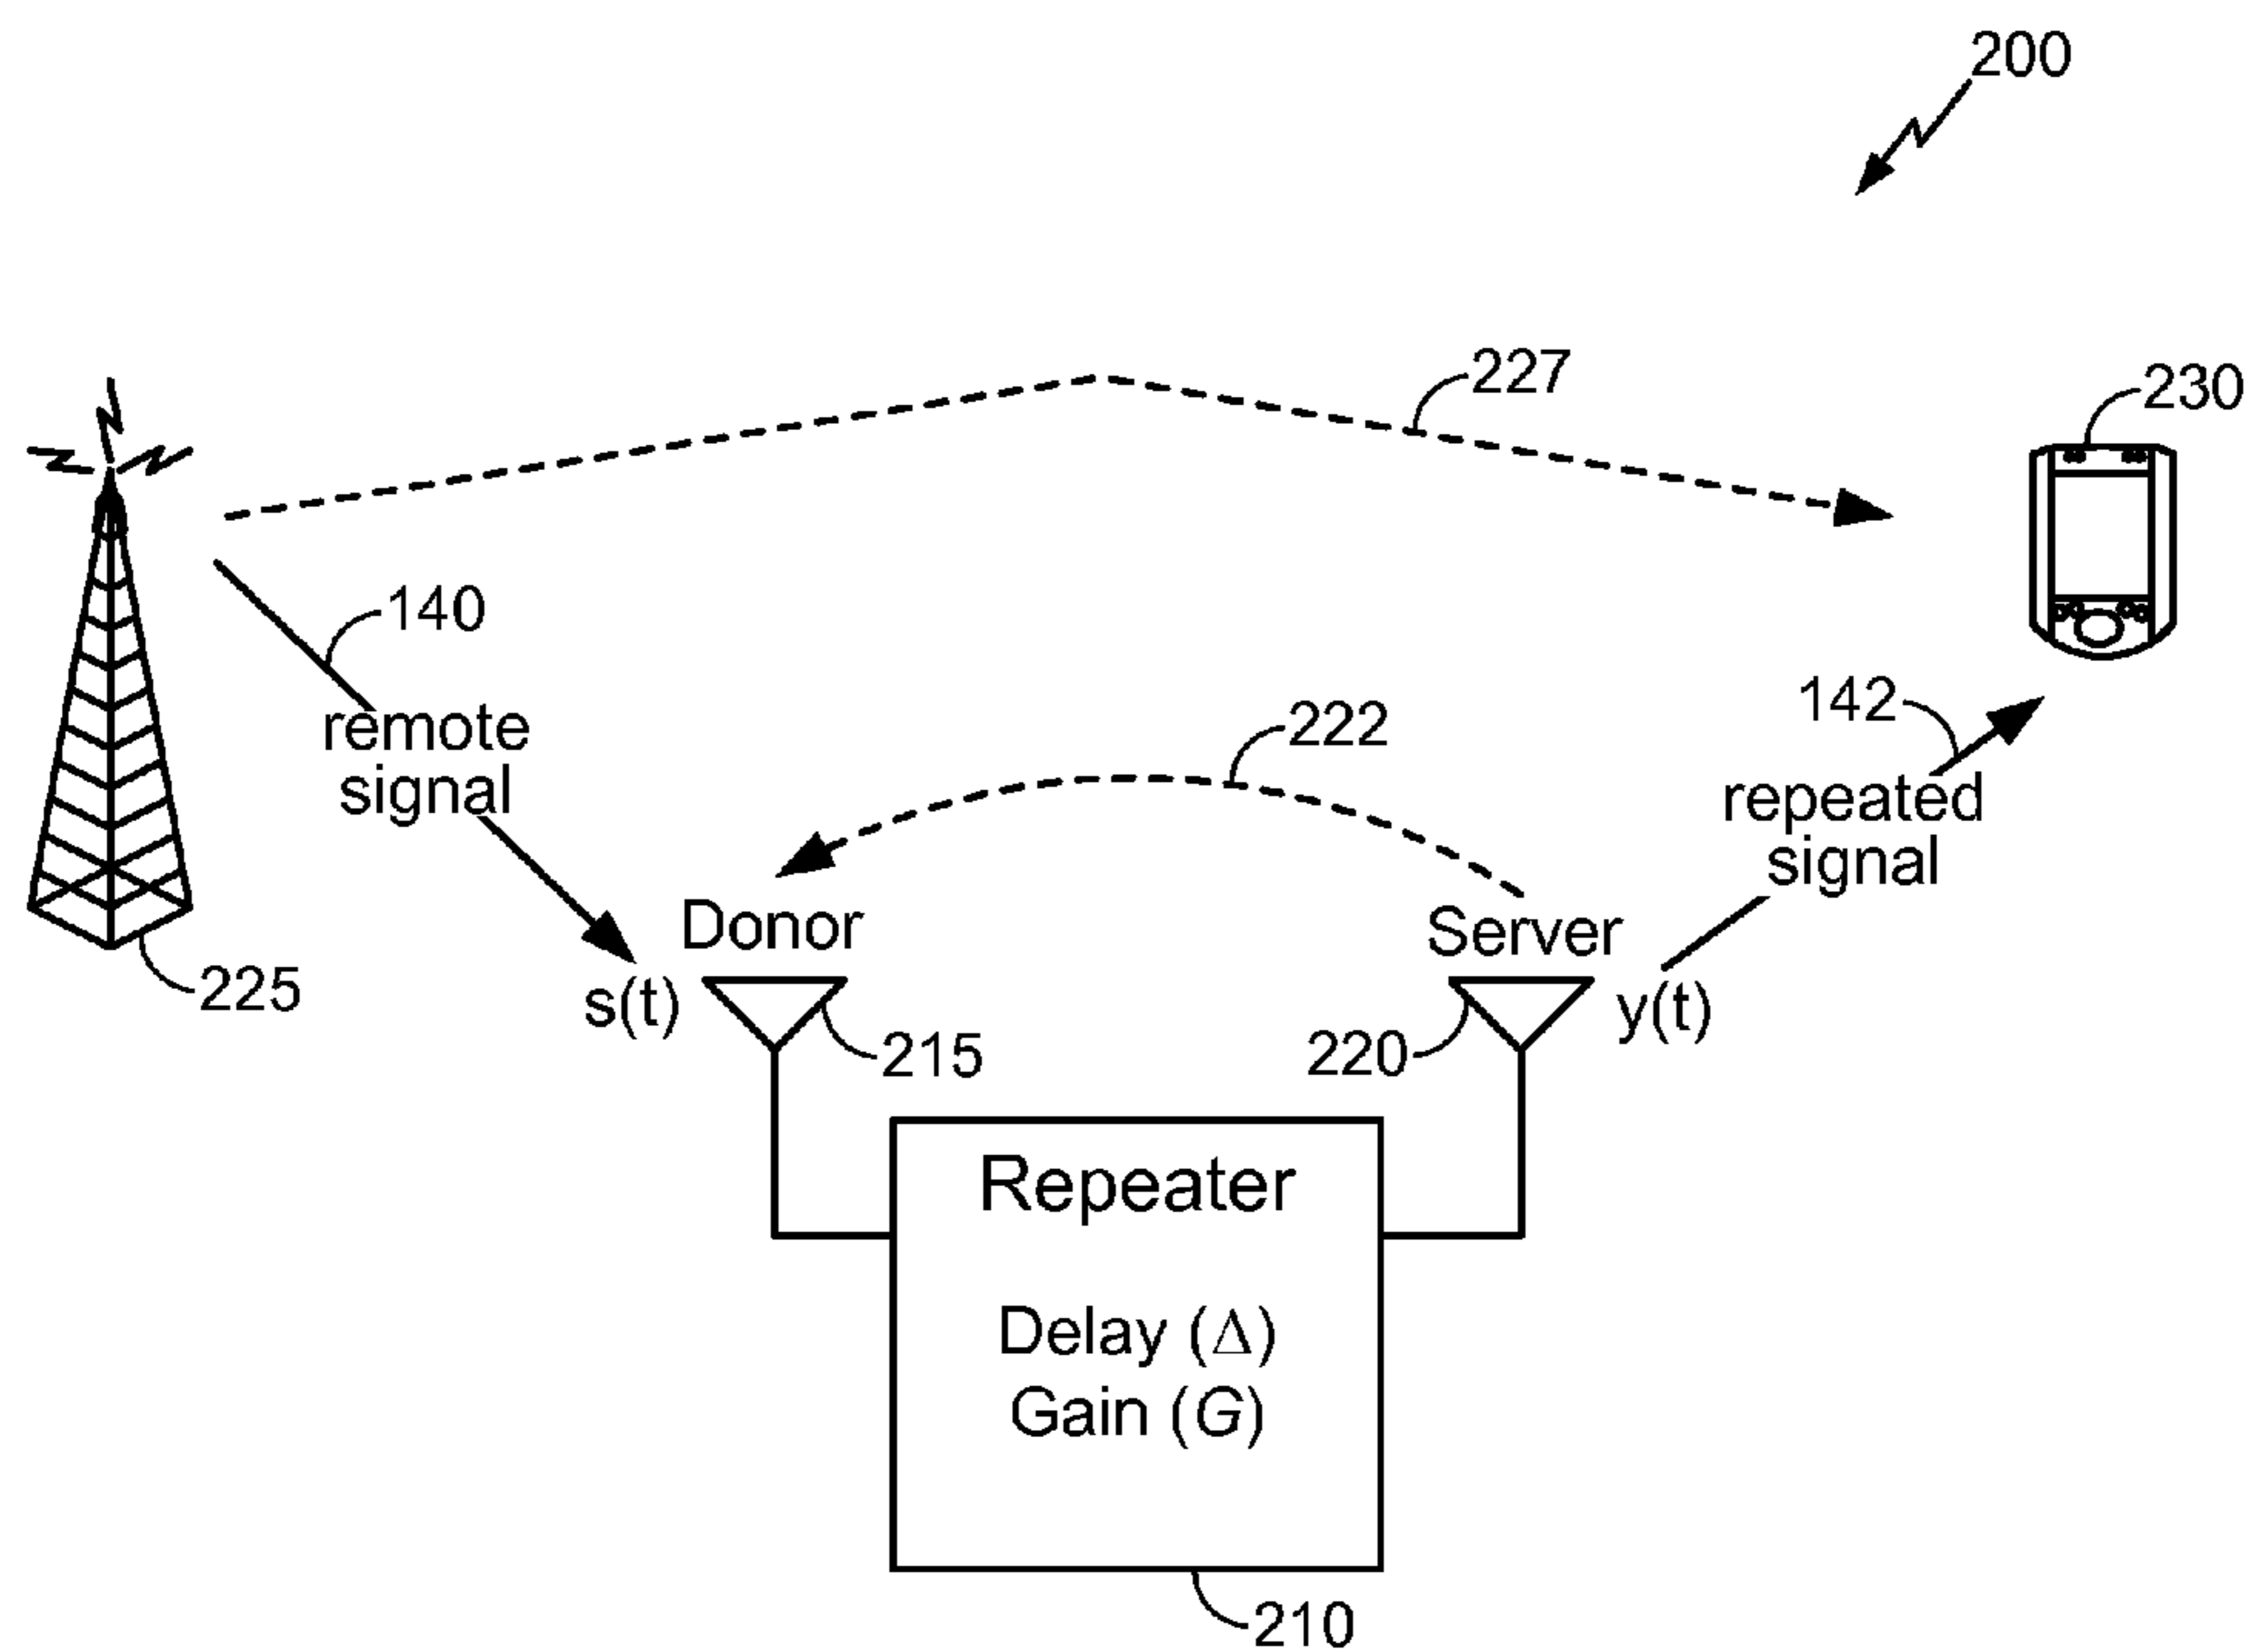 200
227
230
140
remote
signal
222
142
repeated
signal
Donor
Server
225
s(t)
215
220
y(t)
Repeater
Delay (Δ)
Gain (G)
210